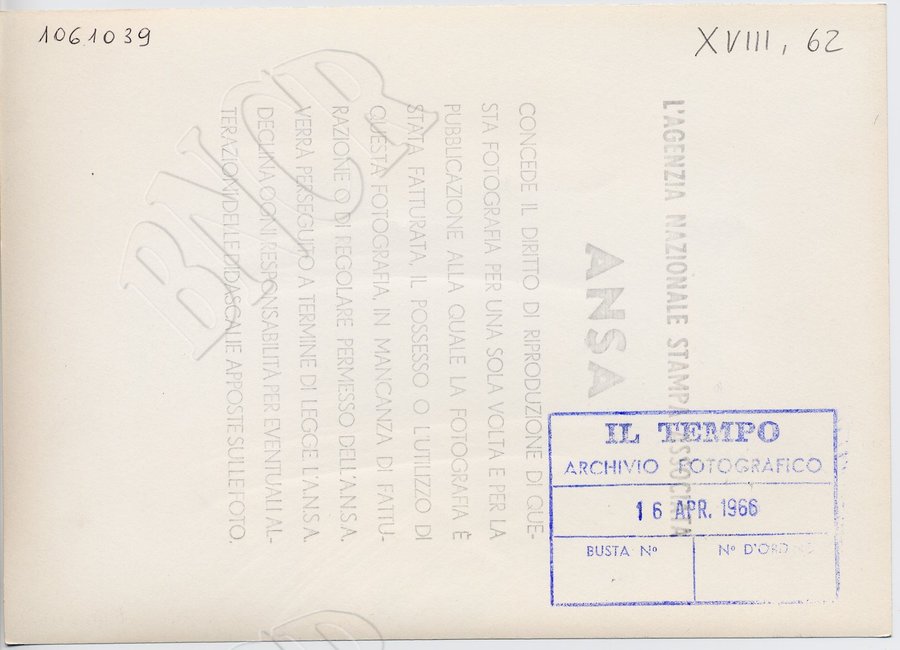 1061039
XVIII, 62
L'AGENZIA NAZIONALE STAMPA ASSOCIATA
ANSA
CONCEDE IL DIRITTO DI RIPRODUZIONE DI QUE-
STA FOTOGRAFIA PER UNA SOLA VOLTA E PER LA
PUBBLICAZIONE ALLA QUALE LA FOTOGRAFIA È
STATA FATTURATA. IL POSSESSO O L'UTILIZZO DI
QUESTA FOTOGRAFIA, IN MANCANZA DI FATTU-
RAZIONE O DI REGOLARE PERMESSO DELL'A.N.S.A.
VERRÀ PERSEGUITO A TERMINE DI LEGGE. L'A.N.S.A.
DECLINA OGNI RESPONSABILITÀ PER EVENTUALI AL-
TERAZIONI DELLE DIDASCALIE APPOSTE SULLE FOTO.
IL TEMPO
ARCHIVIO FOTOGRAFICO
16 APR. 1966
BUSTA N°
N° D'ORDINE
BNCR